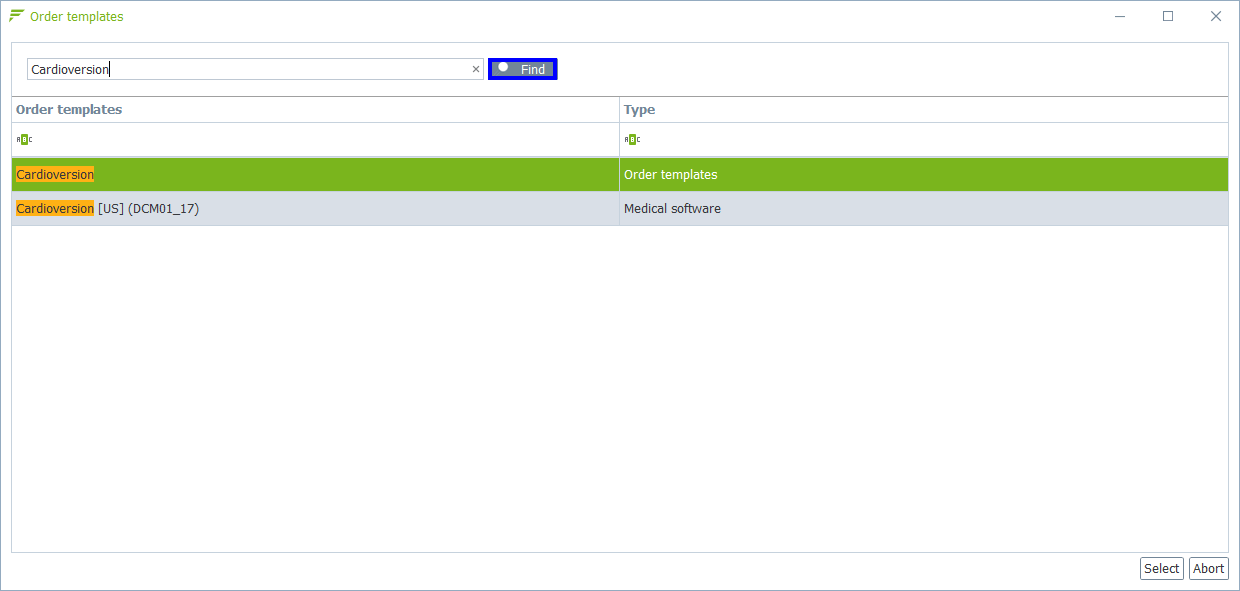 Order templates
Cardioversion × Find
Order templates Type
ABC ABC
Cardioversion Order templates
Cardioversion [US] (DCM01_17) Medical software
Select Abort